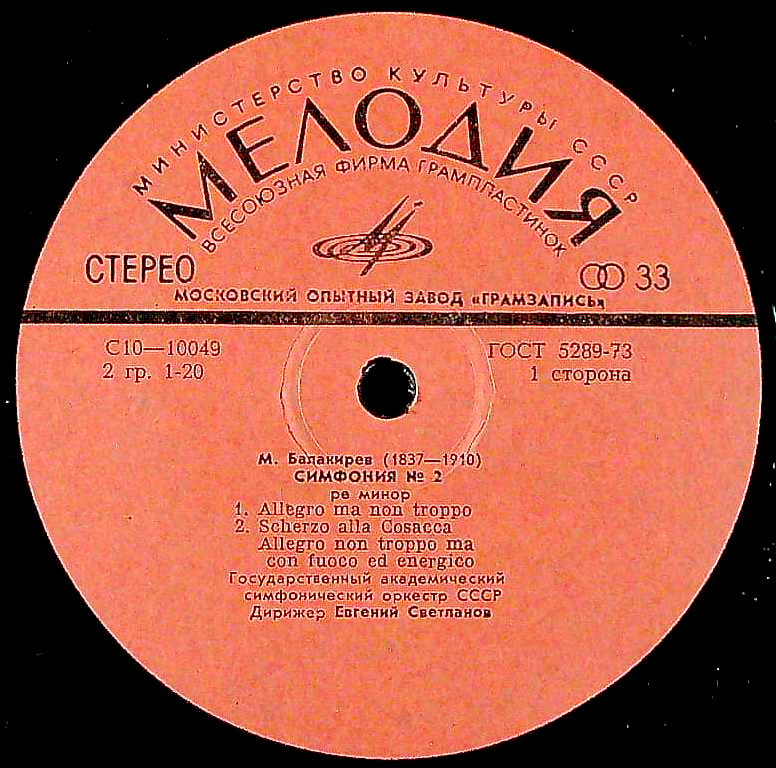 МИНИСТЕРСТВО КУЛЬТУРЫ СССР
МЕЛОДИЯ
ВСЕСОЮЗНАЯ ФИРМА ГРАМПЛАСТИНОК
СТЕРЕО
33
МОСКОВСКИЙ ОПЫТНЫЙ ЗАВОД «ГРАМЗАПИСЬ»
С10—10049
ГОСТ 5289-73
2 гр. 1-20
1 сторона
М. Балакирев (1837—1910)
СИМФОНИЯ № 2
ре минор
1. Allegro ma non troppo
2. Scherzo alla Cosacca
Allegro non troppo ma
con fuoco ed energico
Государственный академический
симфонический оркестр СССР
Дирижер Евгений Светланов